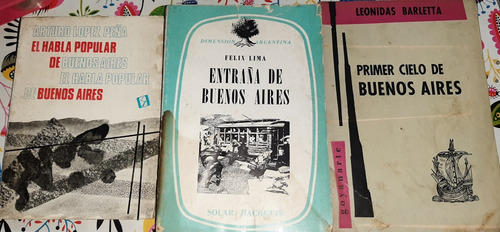 ARTURO LOPEZ PEÑA
EL HABLA POPULAR
DE BUENOS AIRES
EL HABLA POPULAR
DE BUENOS AIRES
DIMENSION ARGENTINA
FELIX LIMA
ENTRAÑA DE
BUENOS AIRES
SOLAR / HACHETTE
LEONIDAS BARLETTA
PRIMER CIELO DE
BUENOS AIRES
goyanarte